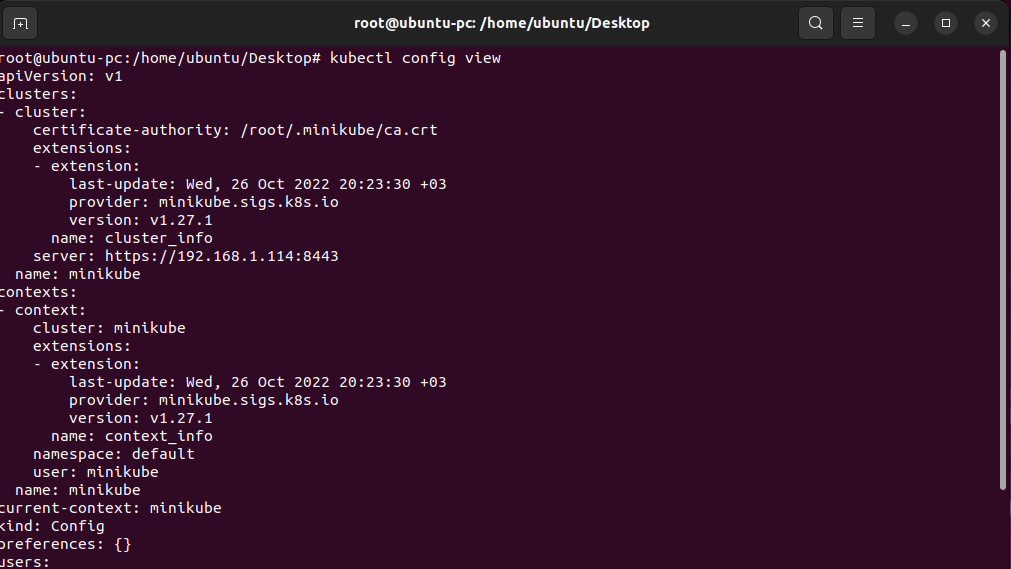 root@ubuntu-pc: /home/ubuntu/Desktop
root@ubuntu-pc:/home/ubuntu/Desktop# kubectl config view
apiVersion: v1
clusters:
- cluster:
    certificate-authority: /root/.minikube/ca.crt
    extensions:
    - extension:
        last-update: Wed, 26 Oct 2022 20:23:30 +03
        provider: minikube.sigs.k8s.io
        version: v1.27.1
      name: cluster_info
    server: https://192.168.1.114:8443
  name: minikube
contexts:
- context:
    cluster: minikube
    extensions:
    - extension:
        last-update: Wed, 26 Oct 2022 20:23:30 +03
        provider: minikube.sigs.k8s.io
        version: v1.27.1
      name: context_info
    namespace: default
    user: minikube
  name: minikube
current-context: minikube
kind: Config
preferences: {}
users: